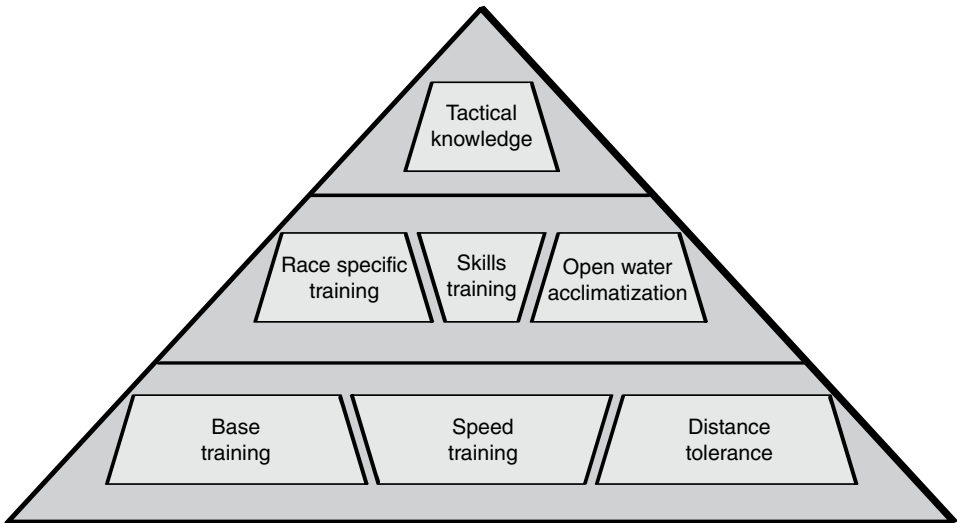 Tactical
knowledge
Race specific
training
Skills
training
Open water
acclimatization
Base
training
Speed
training
Distance
tolerance